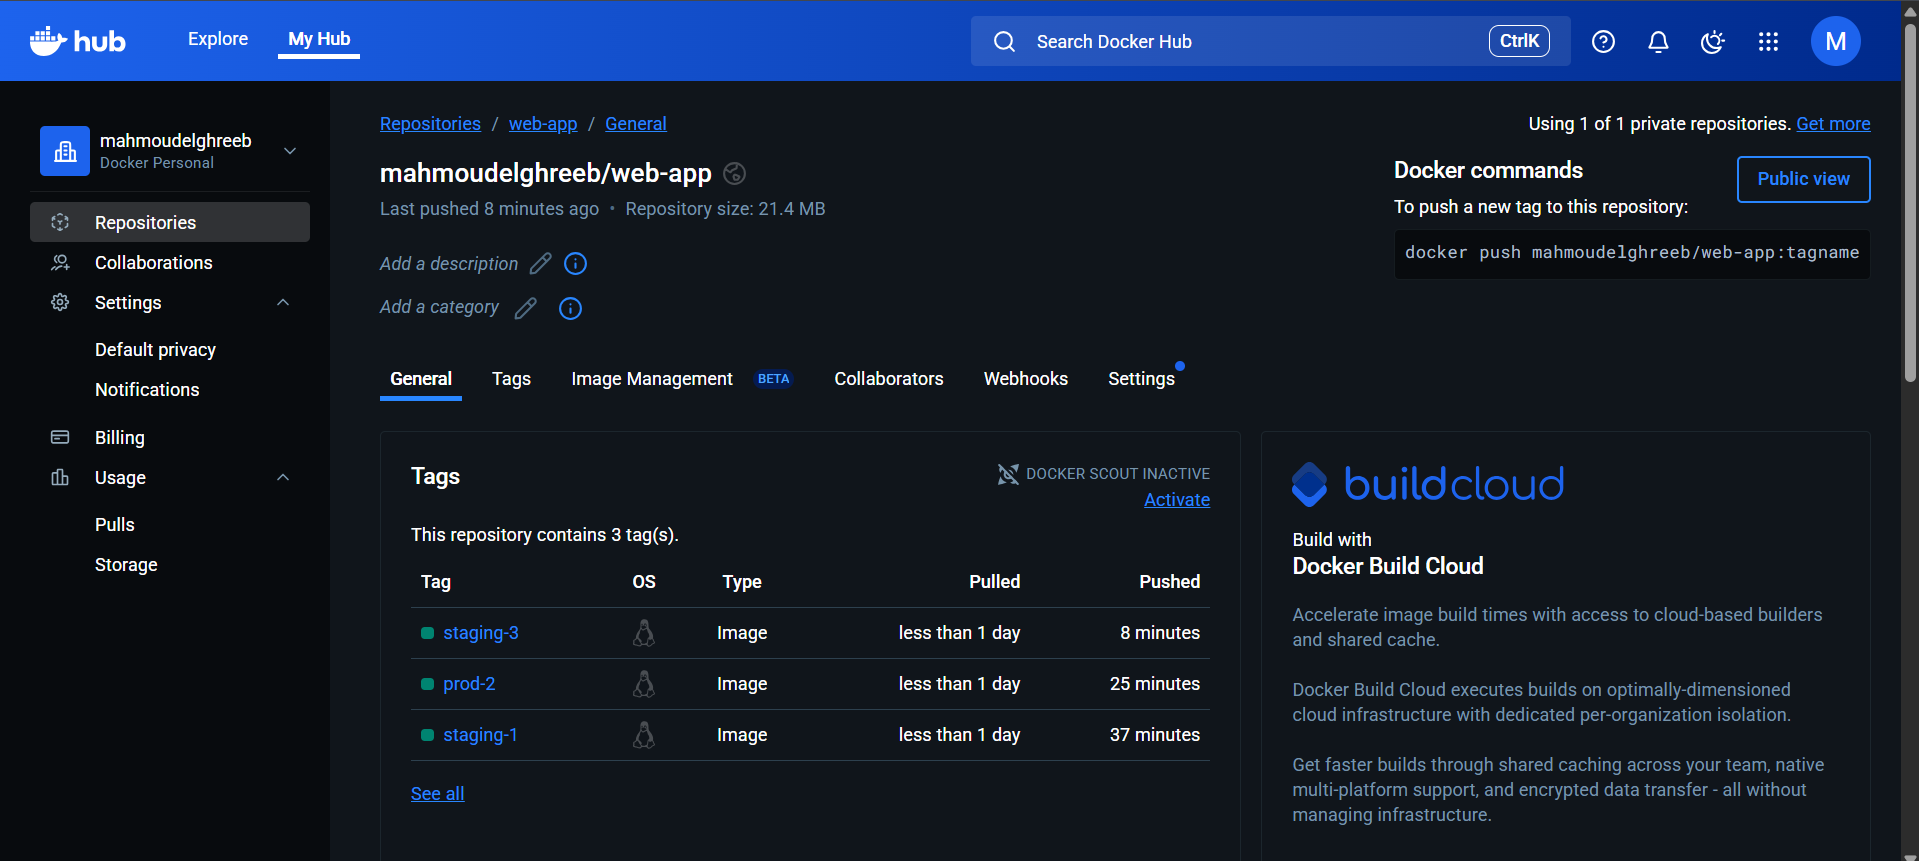 hub
Explore
My Hub
Search Docker Hub
CtrlK
M
mahmoudelghreeb
Docker Personal
Repositories
Collaborations
Settings
Default privacy
Notifications
Billing
Usage
Pulls
Storage
Repositories / web-app / General
Using 1 of 1 private repositories. Get more
mahmoudelghreeb/web-app
Last pushed 8 minutes ago • Repository size: 21.4 MB
Add a description
Add a category
Docker commands
Public view
To push a new tag to this repository:
docker push mahmoudelghreeb/web-app:tagname
General
Tags
Image Management
BETA
Collaborators
Webhooks
Settings
Tags
DOCKER SCOUT INACTIVE
Activate
This repository contains 3 tag(s).
Tag OS Type Pulled Pushed
staging-3 Image less than 1 day 8 minutes
prod-2 Image less than 1 day 25 minutes
staging-1 Image less than 1 day 37 minutes
See all
buildcloud
Build with
Docker Build Cloud
Accelerate image build times with access to cloud-based builders
and shared cache.
Docker Build Cloud executes builds on optimally-dimensioned
cloud infrastructure with dedicated per-organization isolation.
Get faster builds through shared caching across your team, native
multi-platform support, and encrypted data transfer - all without
managing infrastructure.